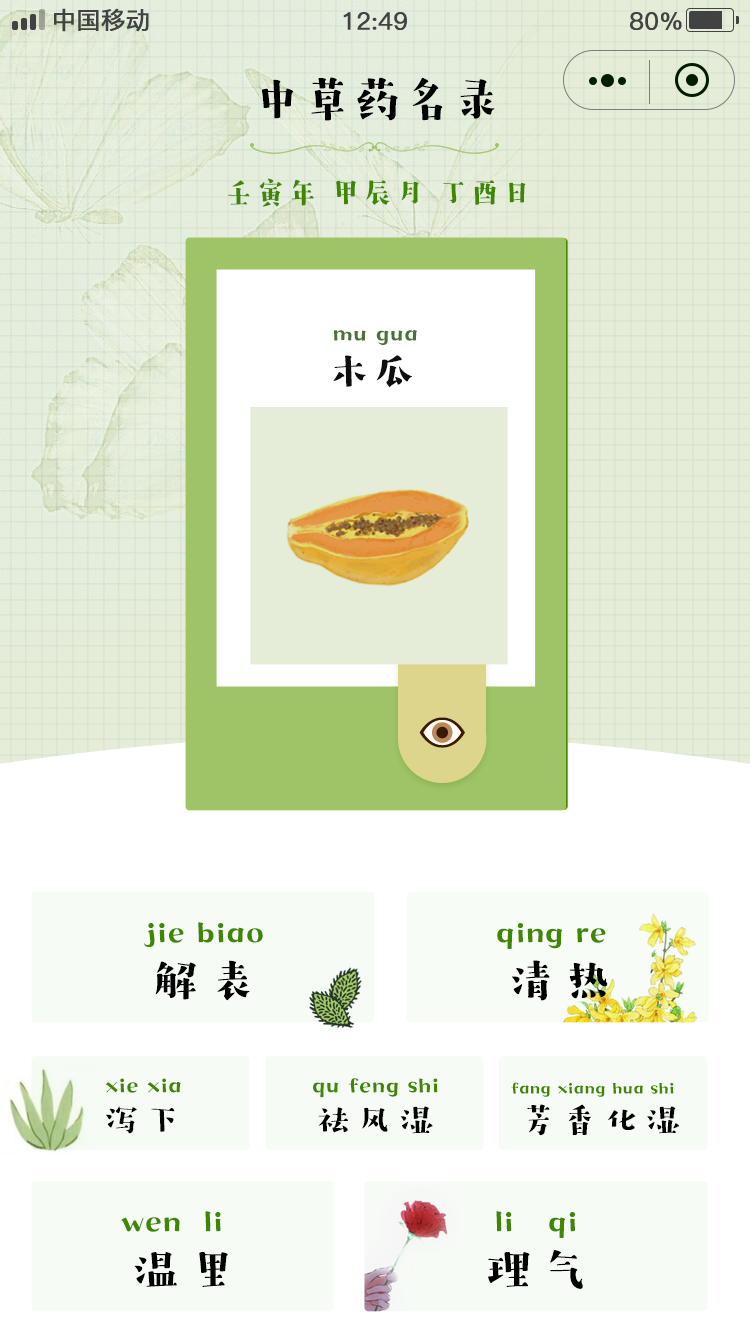 中国移动 12:49 80%
中草药名录
壬寅年 甲辰月 丁酉日
mu gua
木瓜
jie biao
解表
qing re
清热
xie xia
泻下
qu feng shi
祛风湿
fang xiang hua shi
芳香化湿
wen li
温里
li qi
理气